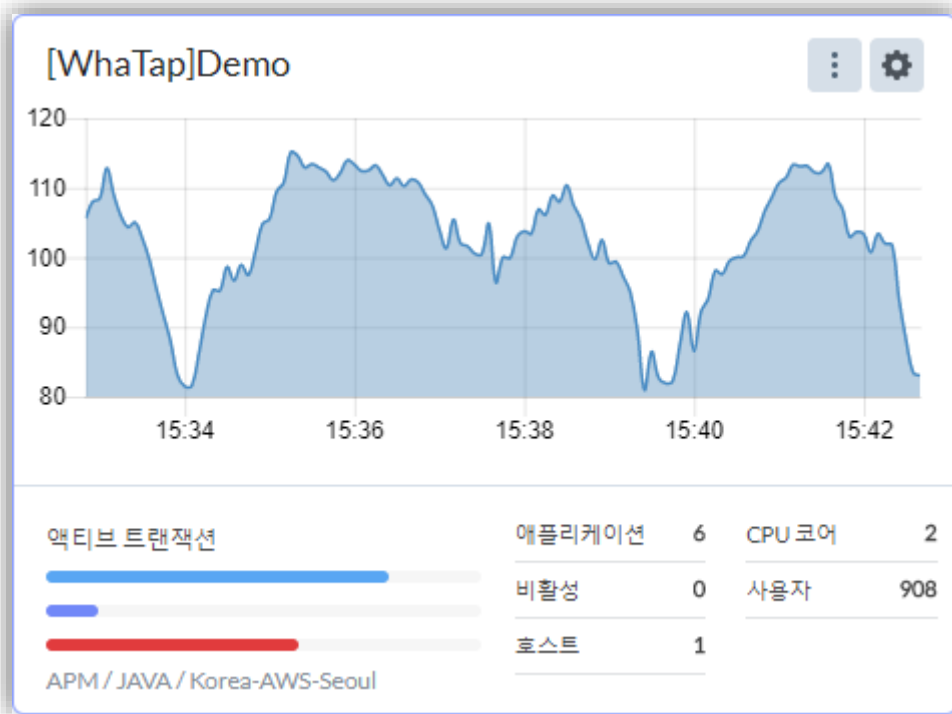 [WhaTap]Demo
120
110
100
90
80
15:34 15:36 15:38 15:40 15:42
액티브 트랜잭션
애플리케이션 6
비활성 0
호스트 1
CPU 코어 2
사용자 908
APM / JAVA / Korea-AWS-Seoul